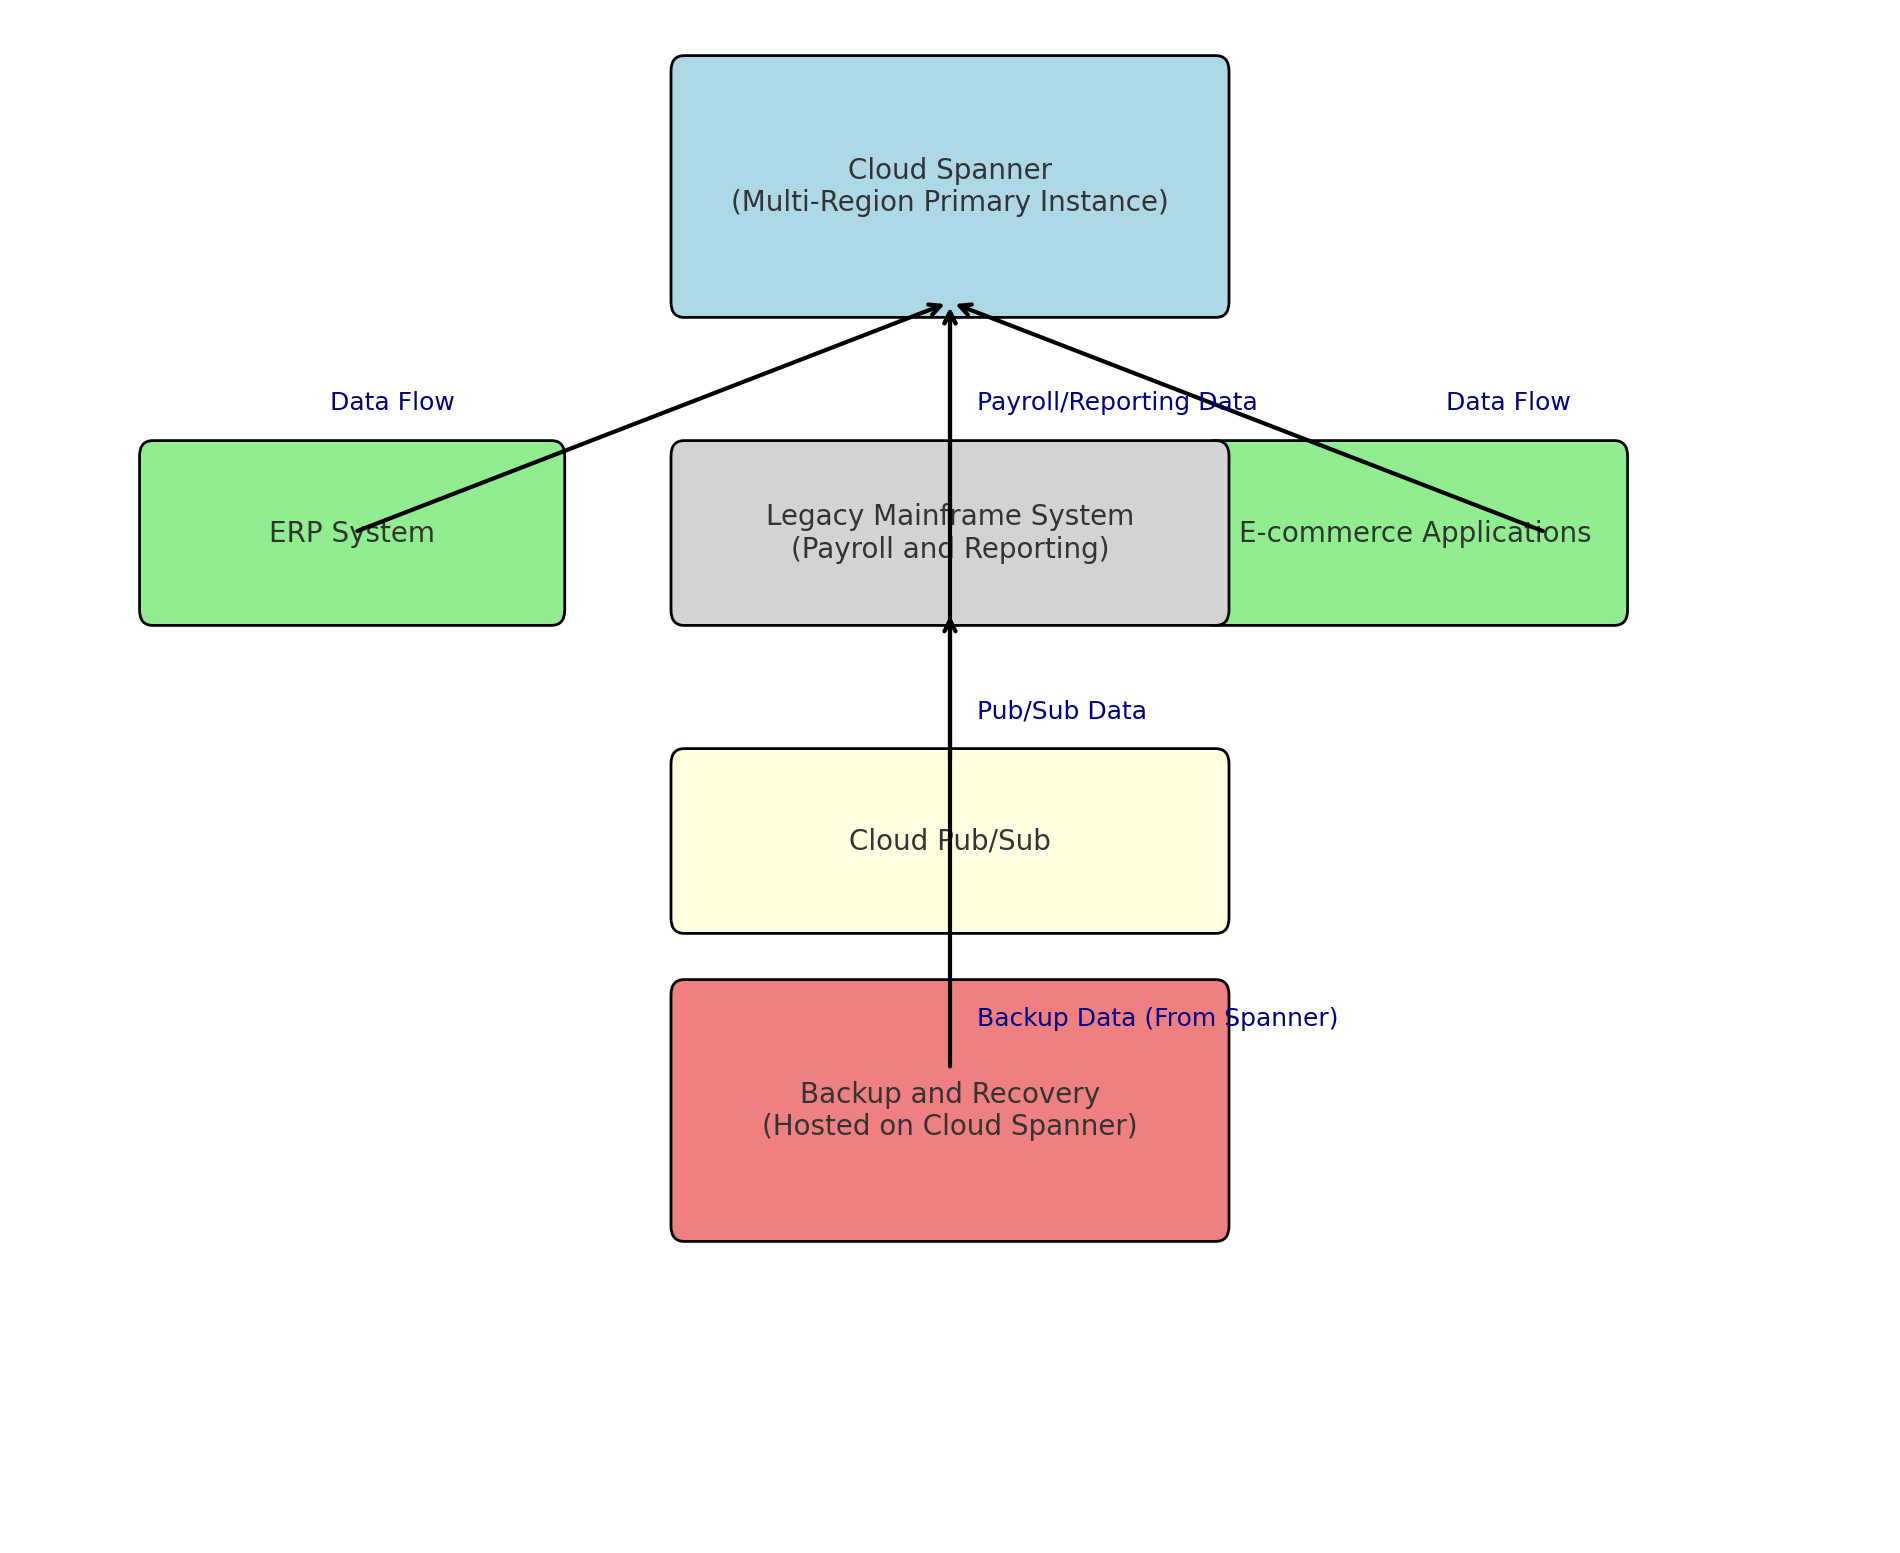 Cloud Spanner
(Multi-Region Primary Instance)
Data Flow
Payroll/Reporting Data
Data Flow
ERP System
Legacy Mainframe System
(Payroll and Reporting)
E-commerce Applications
Pub/Sub Data
Cloud Pub/Sub
Backup Data (From Spanner)
Backup and Recovery
(Hosted on Cloud Spanner)